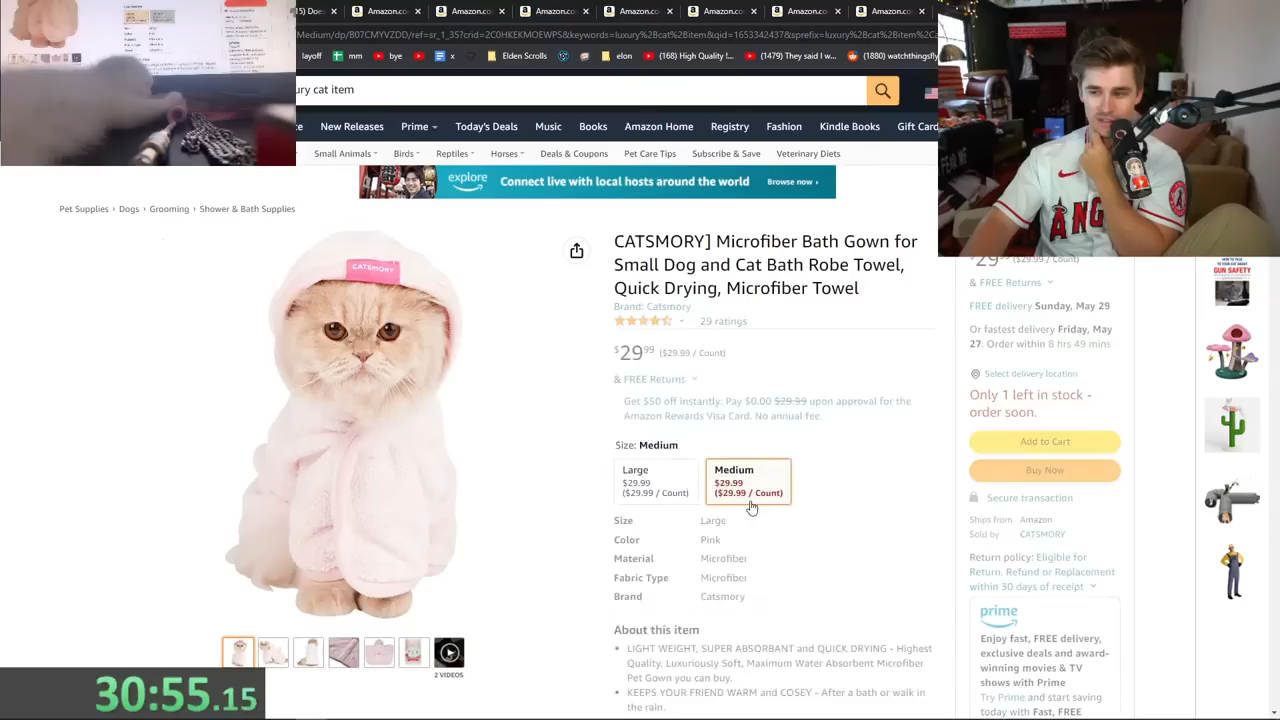 ury cat item
New Releases Prime Today's Deals Music Books Amazon Home Registry Fashion Kindle Books Gift Card
Small Animals Birds Reptiles Horses Deals & Coupons Pet Care Tips Subscribe & Save Veterinary Diets
explore Connect live with local hosts around the world Browse now ›
Pet Supplies › Dogs › Grooming › Shower & Bath Supplies
CATSMORY
CATSMORY] Microfiber Bath Gown for
Small Dogs and Cats Bathrobe Towel,
Quick Drying Microfiber Towel
Brand: Catsmory
29 ratings
$29.99 ($29.99 / Count)
& FREE Returns
Get $50 off instantly: Pay $0.00 $29.99 upon approval for the
Amazon Rewards Visa Card. No annual fee.
Size: Medium
Large
$29.99
($29.99 / Count)
Medium
$29.99
($29.99 / Count)
Size Large
Color Pink
Material Microfiber
Fabric Type Microfiber
Brand Catsmory
About this item
LIGHT WEIGHT, SUPER ABSORBANT and QUICK DRYING - Highest
Quality, Luxuriously Soft, Maximum Water Absorbent Microfiber
Pet Gown you can buy.
KEEPS YOUR FRIEND WARM and COSEY - After a bath or walk in
the rain.
2 VIDEOS
30:55.15
ANG
($29.99 / Count)
& FREE Returns
FREE delivery Sunday, May 29
Or fastest delivery Friday, May
27. Order within 8 hrs 49 mins
Select delivery location
Only 1 left in stock -
order soon.
Add to Cart
Buy Now
Secure transaction
Ships from Amazon
Sold by CATSMORY
Return policy: Eligible for
Return, Refund or Replacement
within 30 days of receipt
prime
Enjoy fast, FREE delivery,
exclusive deals and award-
winning movies & TV
shows with Prime
Try Prime and start saving
today with Fast, FREE
GUN SAFETY